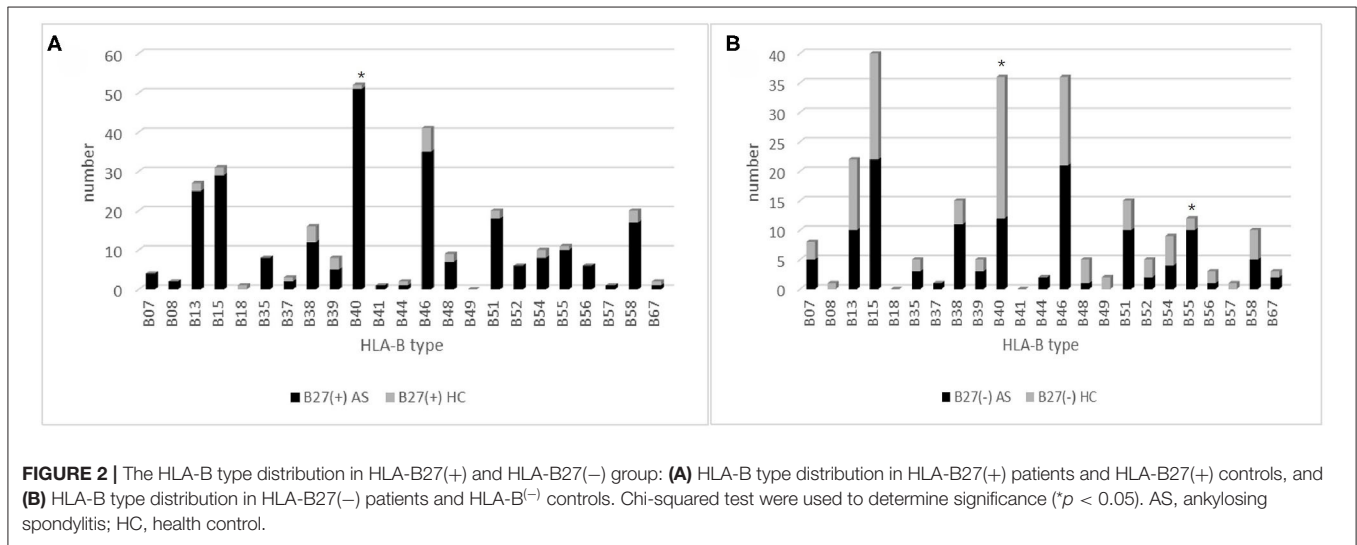 A
60
50
40
30
20
10
0
number
*
B07 B08 B13 B15 B18 B35 B37 B38 B39 B40 B41 B44 B46 B48 B49 B51 B52 B54 B55 B56 B57 B58 B67
HLA-B type
B27(+) AS B27(+) HC
B
40
35
30
25
20
15
10
5
0
number
*
*
B07 B08 B13 B15 B18 B35 B37 B38 B39 B40 B41 B44 B46 B48 B49 B51 B52 B54 B55 B56 B57 B58 B67
HLA-B type
B27(-) AS B27(-) HC
FIGURE 2 | The HLA-B type distribution in HLA-B27(+) and HLA-B27(−) group: (A) HLA-B type distribution in HLA-B27(+) patients and HLA-B27(+) controls, and
(B) HLA-B type distribution in HLA-B27(−) patients and HLA-B(−) controls. Chi-squared test were used to determine significance (*p < 0.05). AS, ankylosing
spondylitis; HC, health control.